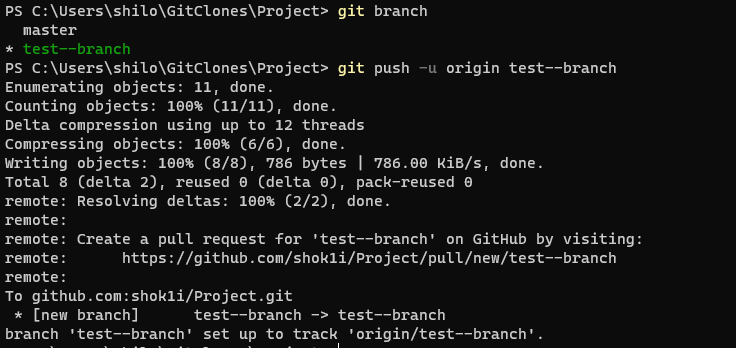 PS C:\Users\shilo\GitClones\Project> git branch
  master
* test--branch
PS C:\Users\shilo\GitClones\Project> git push -u origin test--branch
Enumerating objects: 11, done.
Counting objects: 100% (11/11), done.
Delta compression using up to 12 threads
Compressing objects: 100% (6/6), done.
Writing objects: 100% (8/8), 786 bytes | 786.00 KiB/s, done.
Total 8 (delta 2), reused 0 (delta 0), pack-reused 0
remote: Resolving deltas: 100% (2/2), done.
remote:
remote: Create a pull request for 'test--branch' on GitHub by visiting:
remote:      https://github.com/shok1i/Project/pull/new/test--branch
remote:
To github.com:shok1i/Project.git
 * [new branch]      test--branch -> test--branch
branch 'test--branch' set up to track 'origin/test--branch'.